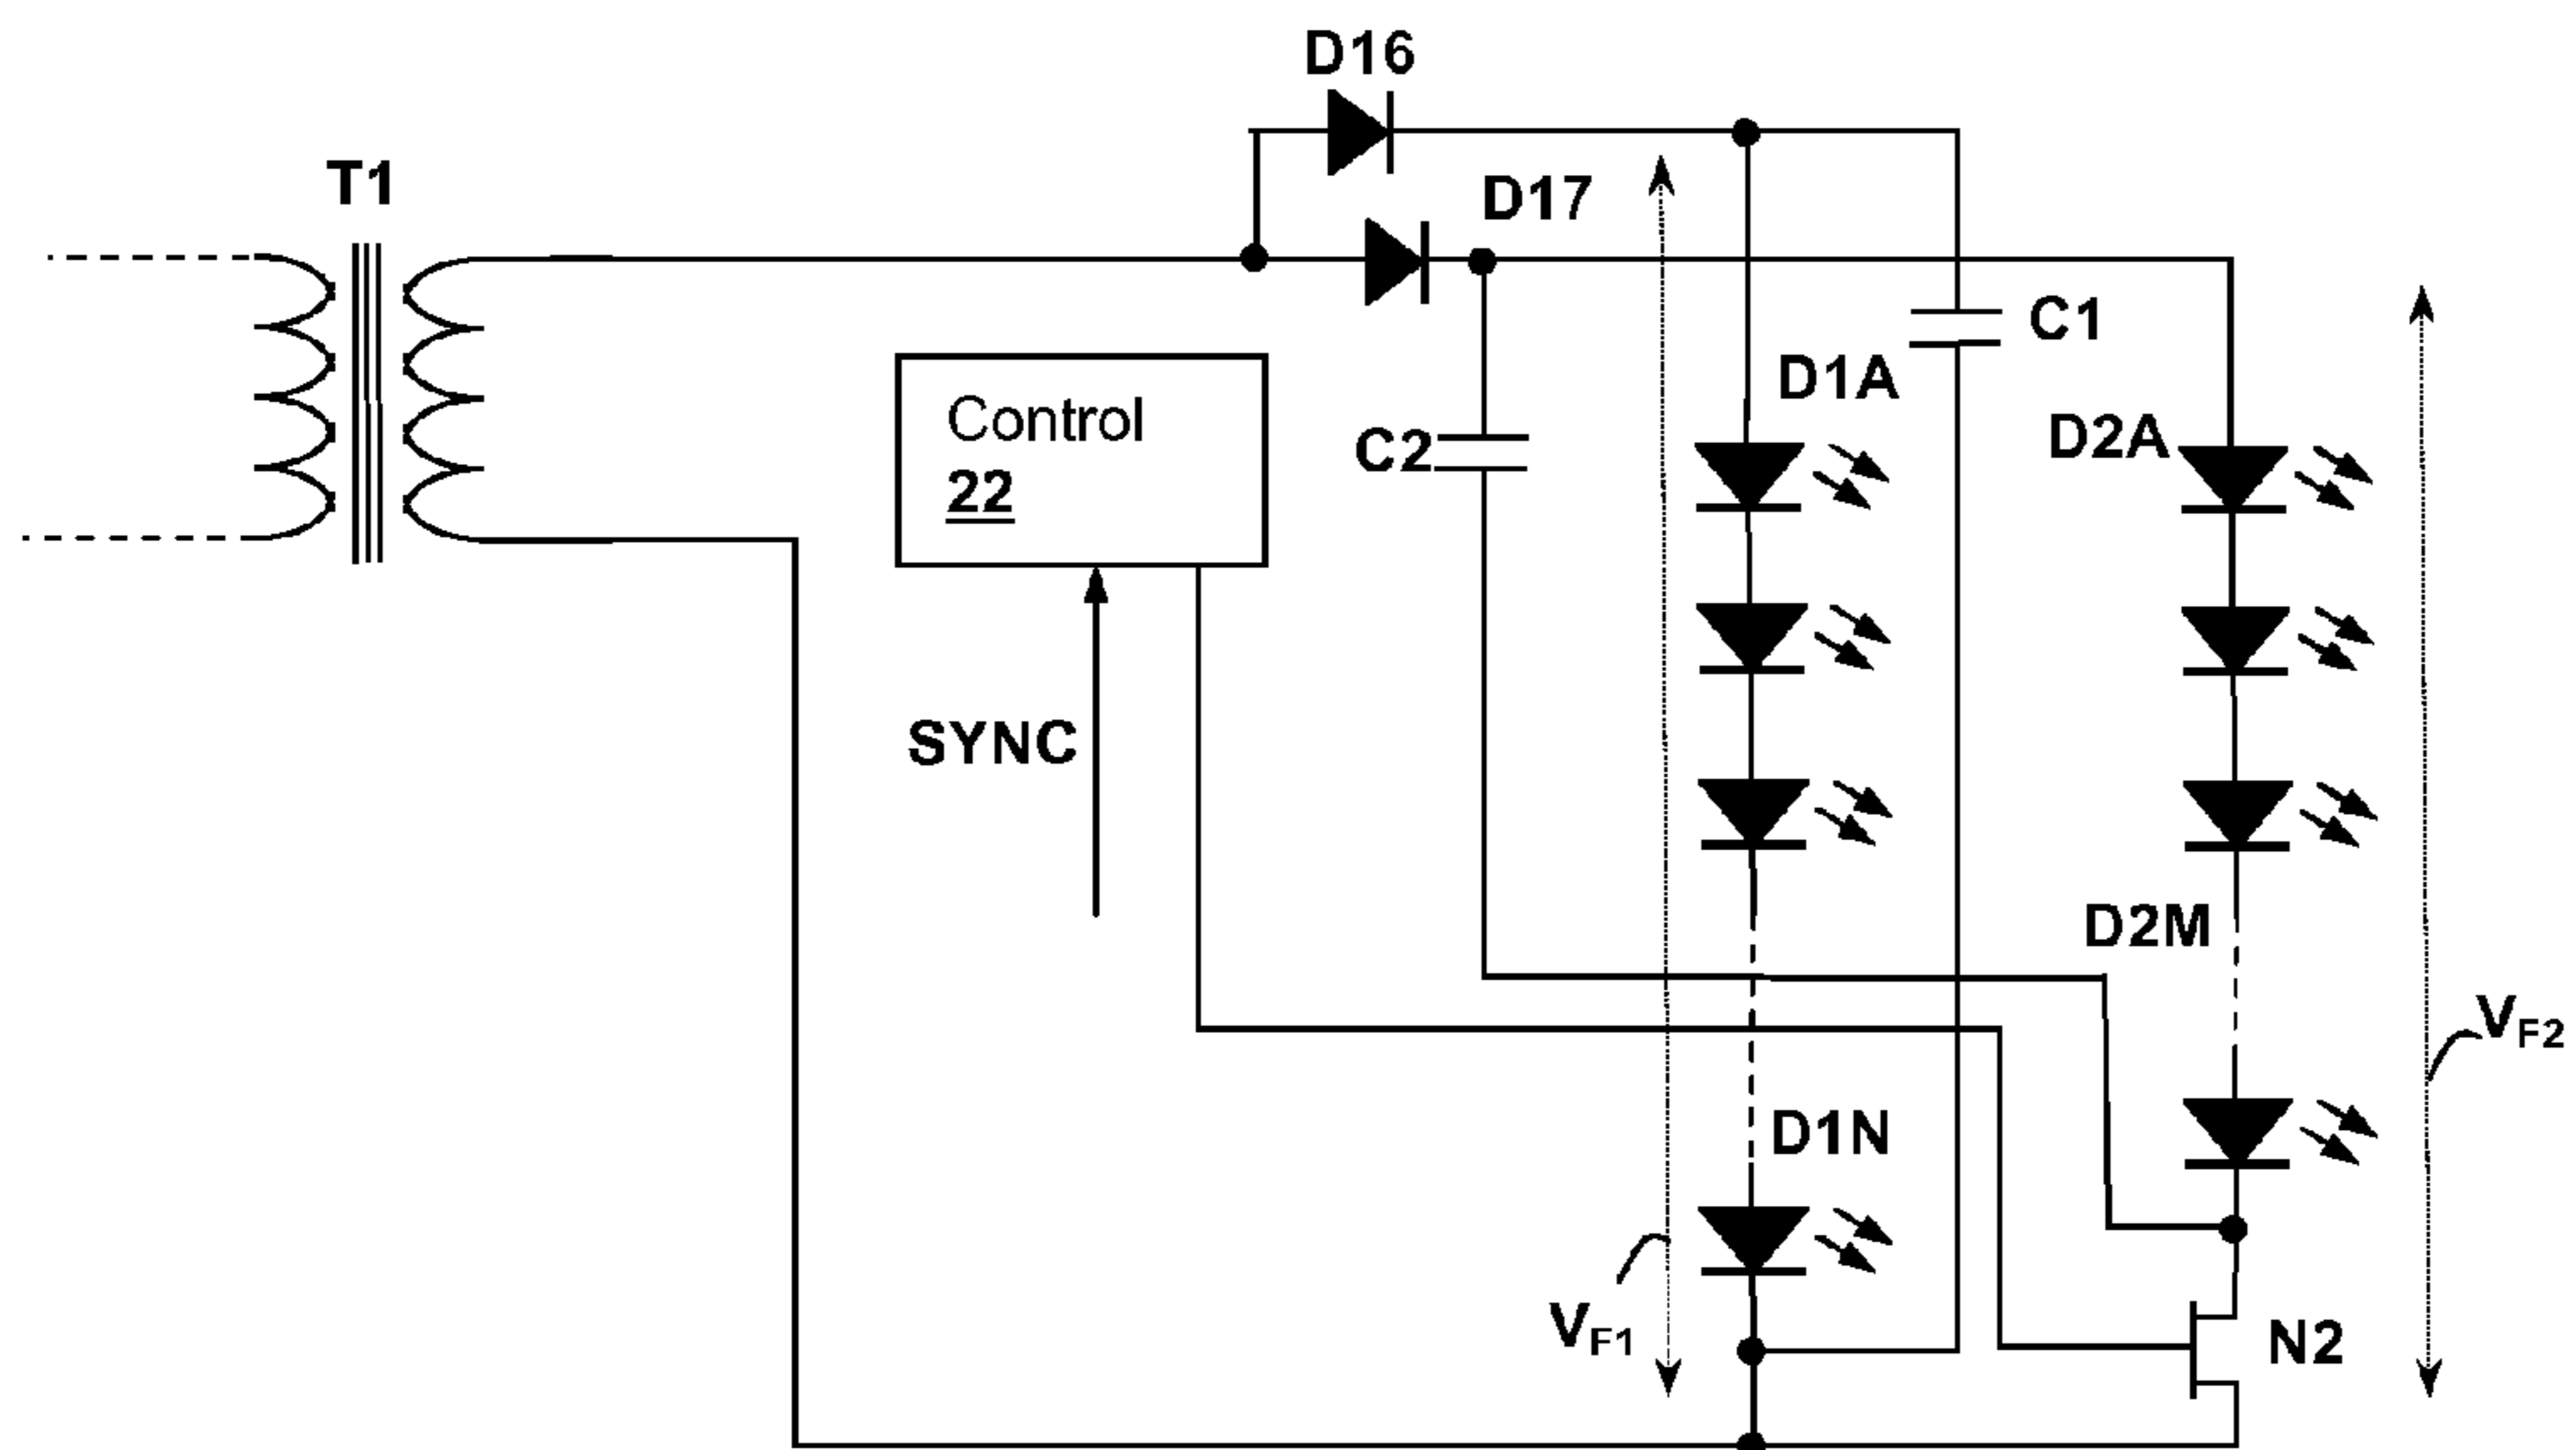 D16
T1
D17
C1
D1A
Control
22
C2
D2A
SYNC
D2M
VF2
D1N
VF1
N2